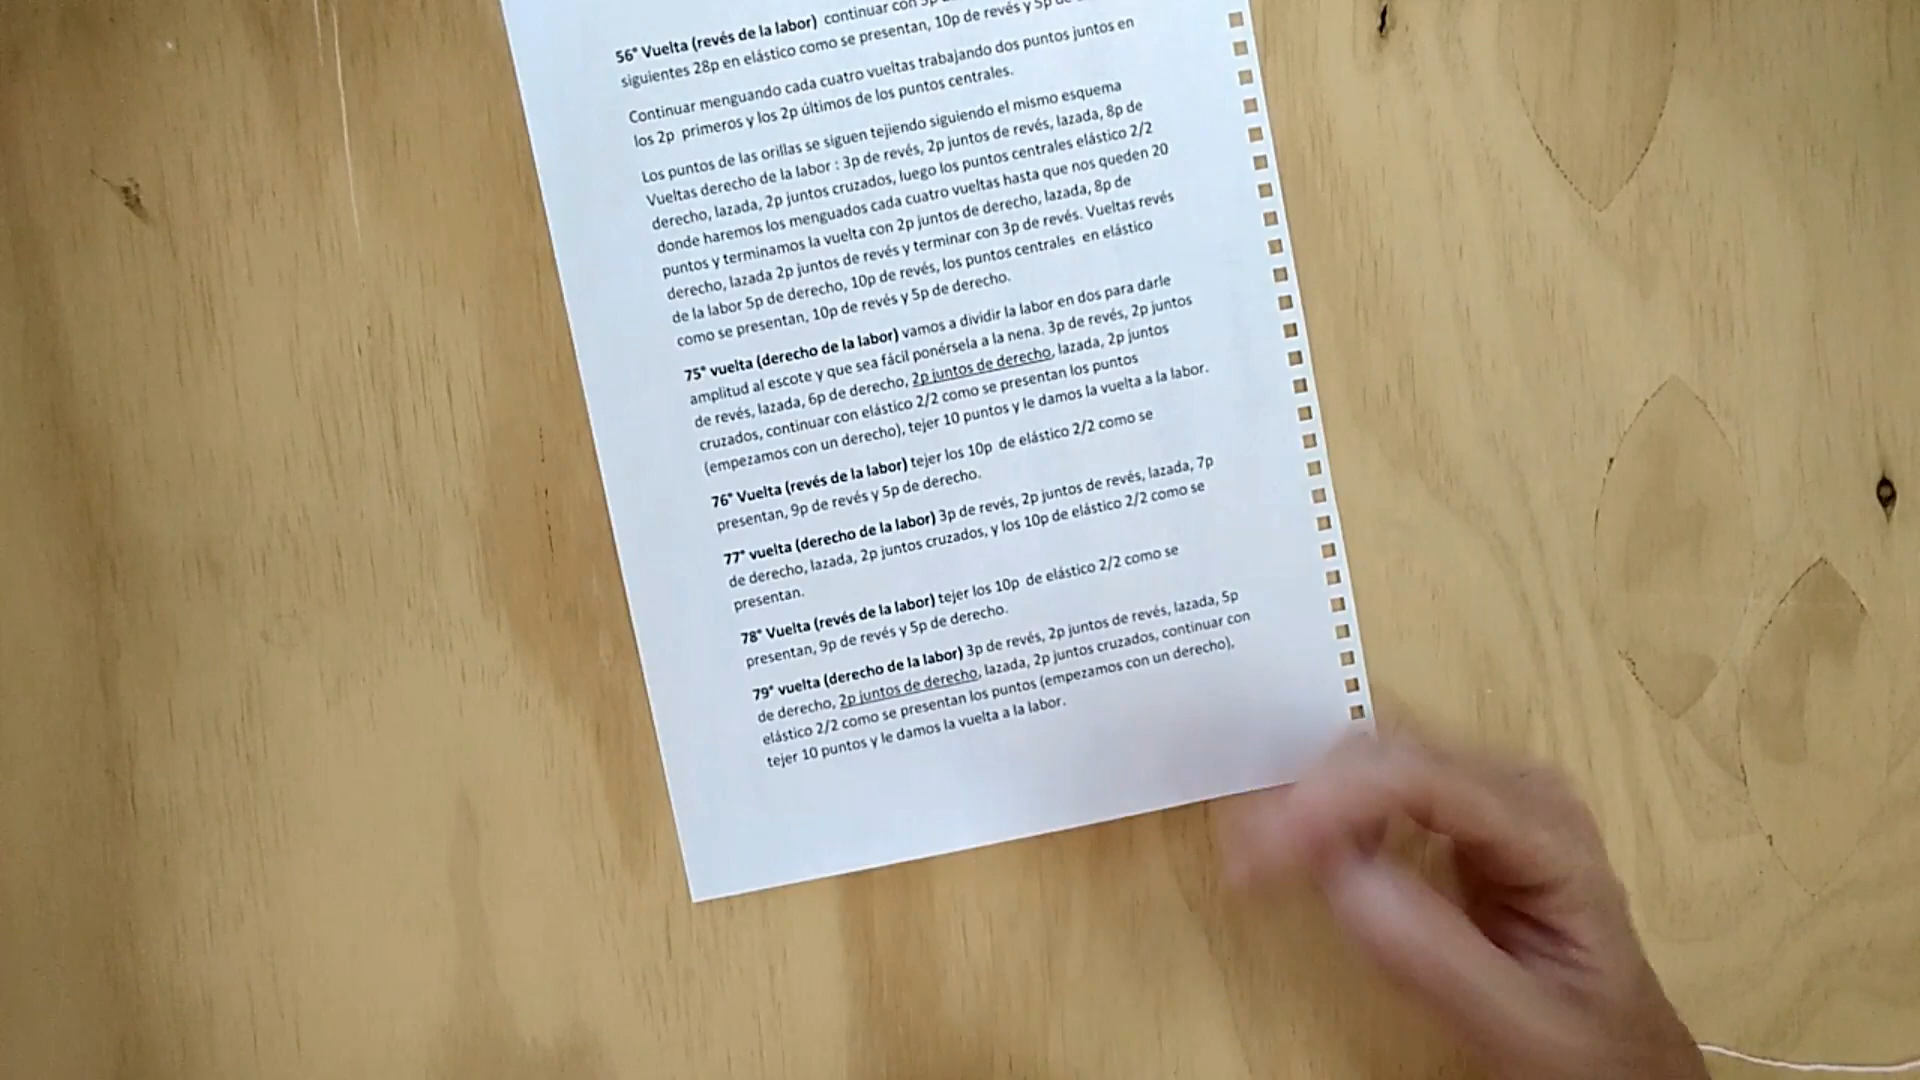 56° Vuelta (revés de la labor) continuar con
siguientes 28p en elástico como se presentan, 10p de revés y 5p
Continuar menguando cada cuatro vueltas trabajando dos puntos juntos en
los 2p primeros y los 2p últimos de los puntos centrales.
Los puntos de las orillas se siguen tejiendo siguiendo el mismo esquema
Vueltas derecho de la labor : 3p de revés, 2p juntos de revés, lazada, 8p de
derecho, lazada, 2p juntos cruzados, luego los puntos centrales elástico 2/2
donde haremos los menguados cada cuatro vueltas hasta que nos queden 20
puntos y terminamos la vuelta con 2p juntos de derecho, lazada, 8p de
derecho, lazada 2p juntos de revés y terminar con 3p de revés. Vueltas revés
de la labor 5p de derecho, 10p de revés, los puntos centrales en elástico
como se presentan, 10p de revés y 5p de derecho.
75° vuelta (derecho de la labor) vamos a dividir la labor en dos para darle
amplitud al escote y que sea fácil ponérsela a la nena. 3p de revés, 2p juntos
de revés, lazada, 6p de derecho, 2p juntos de derecho, lazada, 2p juntos
cruzados, continuar con elástico 2/2 como se presentan los puntos
(empezamos con un derecho), tejer 10 puntos y le damos la vuelta a la labor.
76° Vuelta (revés de la labor) tejer los 10p de elástico 2/2 como se
presentan, 9p de revés y 5p de derecho.
77° vuelta (derecho de la labor) 3p de revés, 2p juntos de revés, lazada, 7p
de derecho, lazada, 2p juntos cruzados, y los 10p de elástico 2/2 como se
presentan.
78° Vuelta (revés de la labor) tejer los 10p de elástico 2/2 como se
presentan, 9p de revés y 5p de derecho.
79° vuelta (derecho de la labor) 3p de revés, 2p juntos de revés, lazada, 5p
de derecho, 2p juntos de derecho, lazada, 2p juntos cruzados, continuar con
elástico 2/2 como se presentan los puntos (empezamos con un derecho),
tejer 10 puntos y le damos la vuelta a la labor.